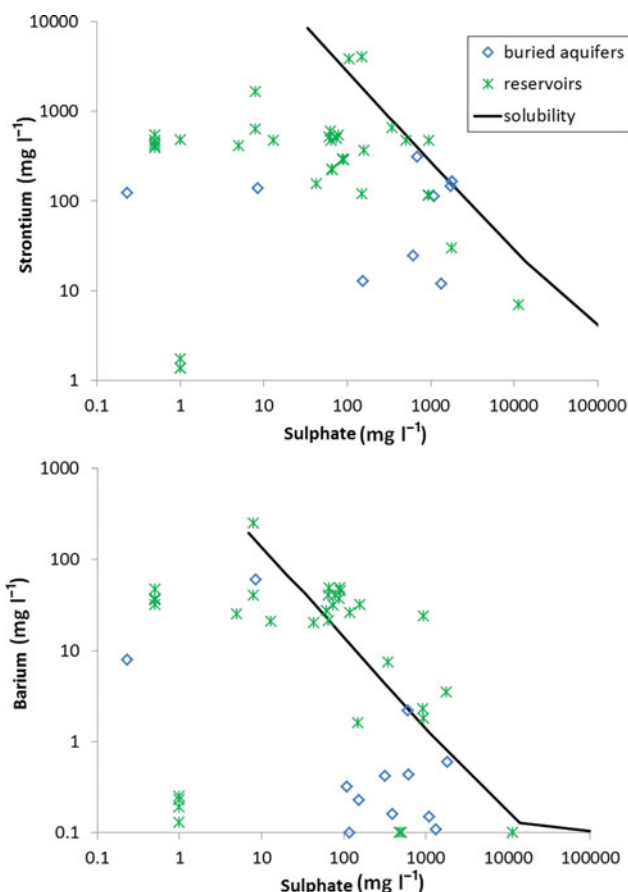 10000
1000
100
10
1
Strontium (mg l⁻¹)
buried aquifers
reservoirs
solubility
0.1 1 10 100 1000 10000 100000
Sulphate (mg l⁻¹)
1000
100
10
1
0.1
Barium (mg l⁻¹)
0.1 1 10 100 1000 10000 100000
Sulphate (mg l⁻¹)